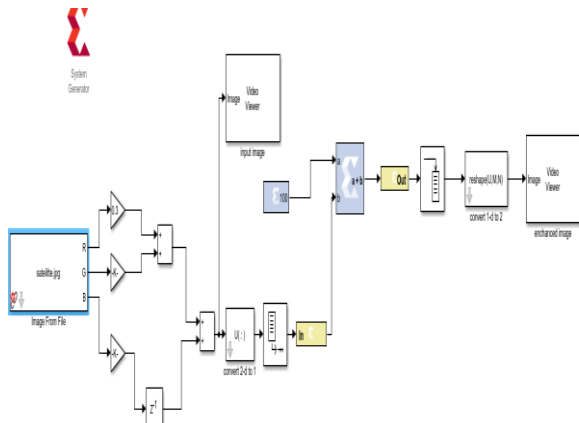 System
Generator
Video
Viewer
Image
input image
a
b
a + b
100
Out
reshape(U,M,N)
convert 1-d to 2
Video
Viewer
Image
enchanced image
0.3
R
G
B
satelitte.jpg
Image From File
-K-
+
+
-K-
+
+
U( : )
convert 2-d to 1
In
Z-1